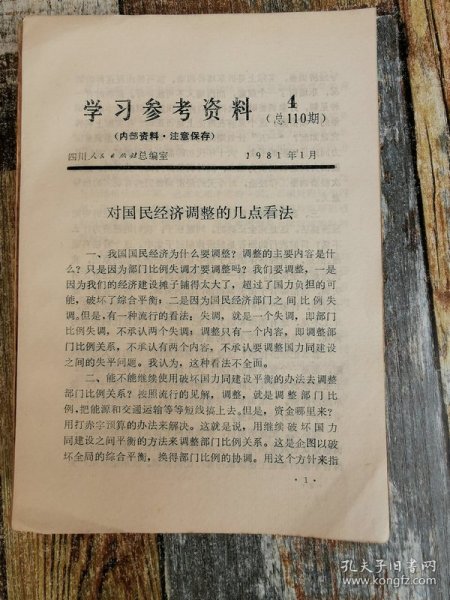 学习参考资料
4
（总110期）
（内部资料·注意保存）
四川人民出版社总编室
1981年1月
对国民经济调整的几点看法
一、我国国民经济为什么要调整？调整的主要内容是什
么？只是因为部门比例失调才要调整吗？我们要调整，一是
因为我们的经济建设摊子铺得太大了，超过了国力负担的可
能，破坏了综合平衡；二是因为国民经济部门之间比例失
调。但是，有一种流行的看法：失调，就是一个失调，即部门
比例失调，不承认两个失调；调整只有一个内容，即调整部
门比例关系，不承认有两个内容，不承认要调整国力同建设
之间的失平问题。我认为，这种看法不全面。
二、能不能继续使用破坏国力同建设平衡的办法去调整
部门比例关系？按照流行的见解，调整，就是调整部门比
例，把能源和交通运输等等短线搞上去。但是，资金哪里来？
用打赤字预算的办法来解决。这就是说，用继续破坏国力
同建设之间平衡的方法来调整部门比例关系。这是企图以破
坏全局的综合平衡，换得部门比例的协调。用这个方针来指
·1·
孔夫子旧书网
www.kongfz.com